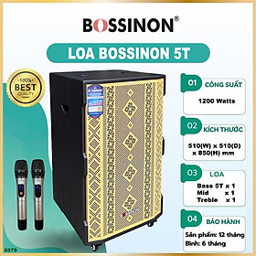 BOSSINON®
LOA BOSSINON 5T
100%
BEST
QUALITY
01 CÔNG SUẤT
1200 Watts
02 KÍCH THƯỚC
510(W) x 510(D)
x 850(H) mm
03 LOA
Bass 5T x 1
Mid x 1
Treble x 1
04 BẢO HÀNH
Sản phẩm: 12 tháng
Bình: 6 tháng